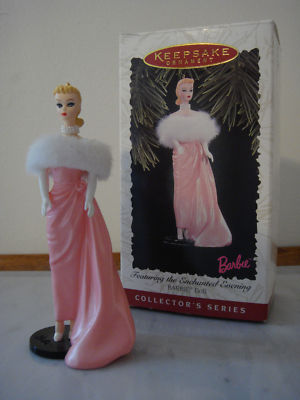 KEEPSAKE
ORNAMENT
Barbie
Featuring the Enchanted Evening
BARBIE Doll
COLLECTOR'S SERIES